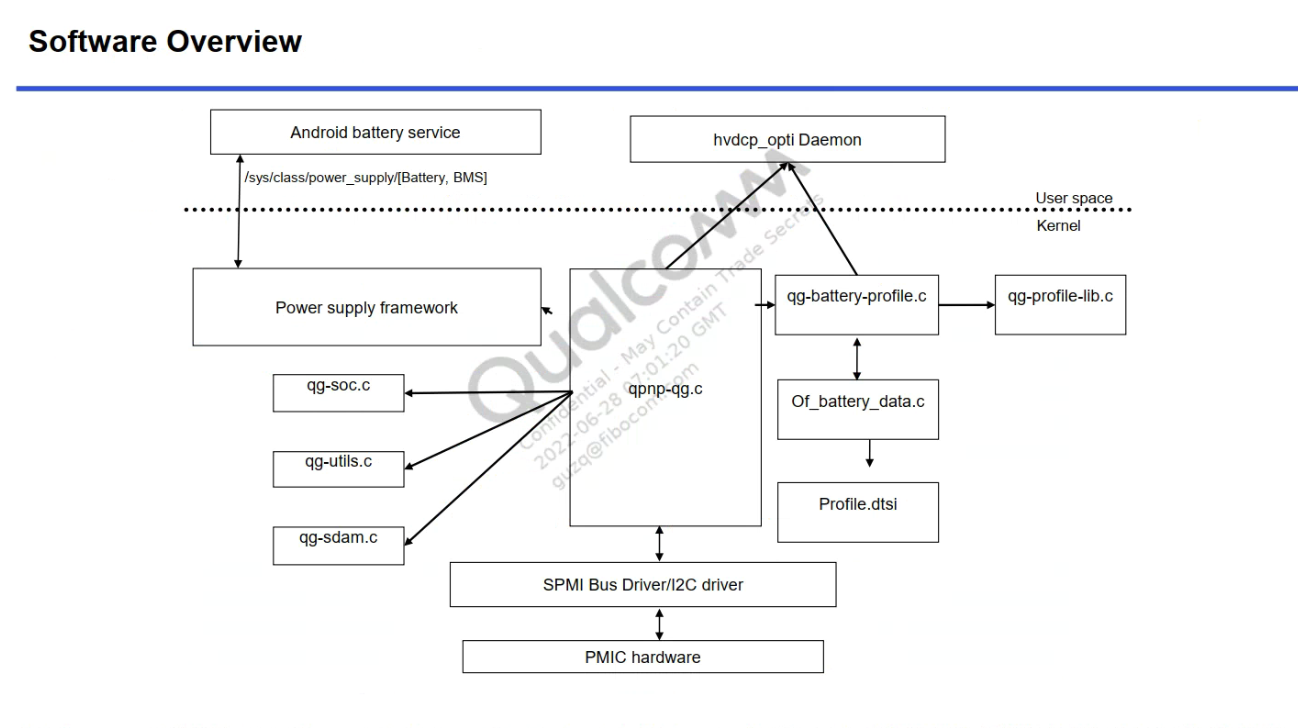 Software Overview
Android battery service
hvdcp_opti Daemon
/sys/class/power_supply/[Battery, BMS]
User space
Kernel
Power supply framework
qpnp-qg.c
qg-battery-profile.c
qg-profile-lib.c
qg-soc.c
Of_battery_data.c
qg-utils.c
Profile.dtsi
qg-sdam.c
SPMI Bus Driver/I2C driver
PMIC hardware
Qualcomm
Confidential - May Contain Trade Secrets
2022-06-28 07:01:20 GMT
guzq@fibocom.com